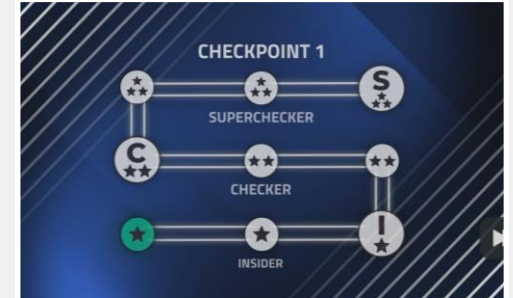 CHECKPOINT 1
S
SUPERCHECKER
C
CHECKER
I
INSIDER